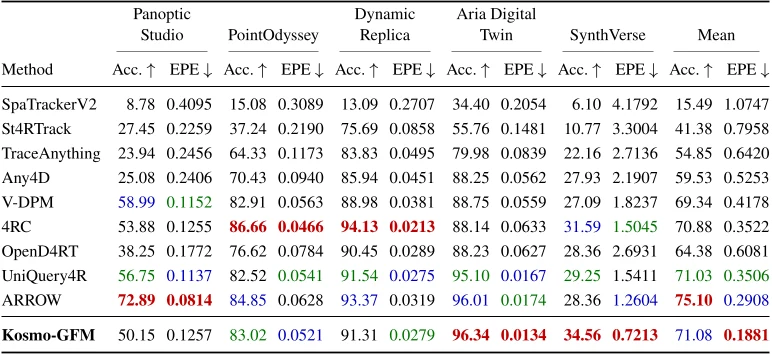 Panoptic Dynamic Aria Digital
Studio PointOdyssey Replica Twin SynthVerse Mean
Method Acc. ↑ EPE ↓ Acc. ↑ EPE ↓ Acc. ↑ EPE ↓ Acc. ↑ EPE ↓ Acc. ↑ EPE ↓ Acc. ↑ EPE ↓
SpaTrackerV2 8.78 0.4095 15.08 0.3089 13.09 0.2707 34.40 0.2054 6.10 4.1792 15.49 1.0747
St4RTrack 27.45 0.2259 37.24 0.2190 75.69 0.0858 55.76 0.1481 10.77 3.3004 41.38 0.7958
TraceAnything 23.94 0.2456 64.33 0.1173 83.83 0.0495 79.98 0.0839 22.16 2.7136 54.85 0.6420
Any4D 25.08 0.2406 70.43 0.0940 85.94 0.0451 88.25 0.0562 27.93 2.1907 59.53 0.5253
V-DPM 58.99 0.1152 82.91 0.0563 88.98 0.0381 88.75 0.0559 27.09 1.8237 69.34 0.4178
4RC 53.88 0.1255 86.66 0.0466 94.13 0.0213 88.14 0.0633 31.59 1.5045 70.88 0.3522
OpenD4RT 38.25 0.1772 76.62 0.0784 90.45 0.0289 88.23 0.0627 28.36 2.6931 64.38 0.6081
UniQuery4R 56.75 0.1137 82.52 0.0541 91.54 0.0275 95.10 0.0167 29.25 1.5411 71.03 0.3506
ARROW 72.89 0.0814 84.85 0.0628 93.37 0.0319 96.01 0.0174 28.36 1.2604 75.10 0.2908
Kosmo-GFM 50.15 0.1257 83.02 0.0521 91.31 0.0279 96.34 0.0134 34.56 0.7213 71.08 0.1881